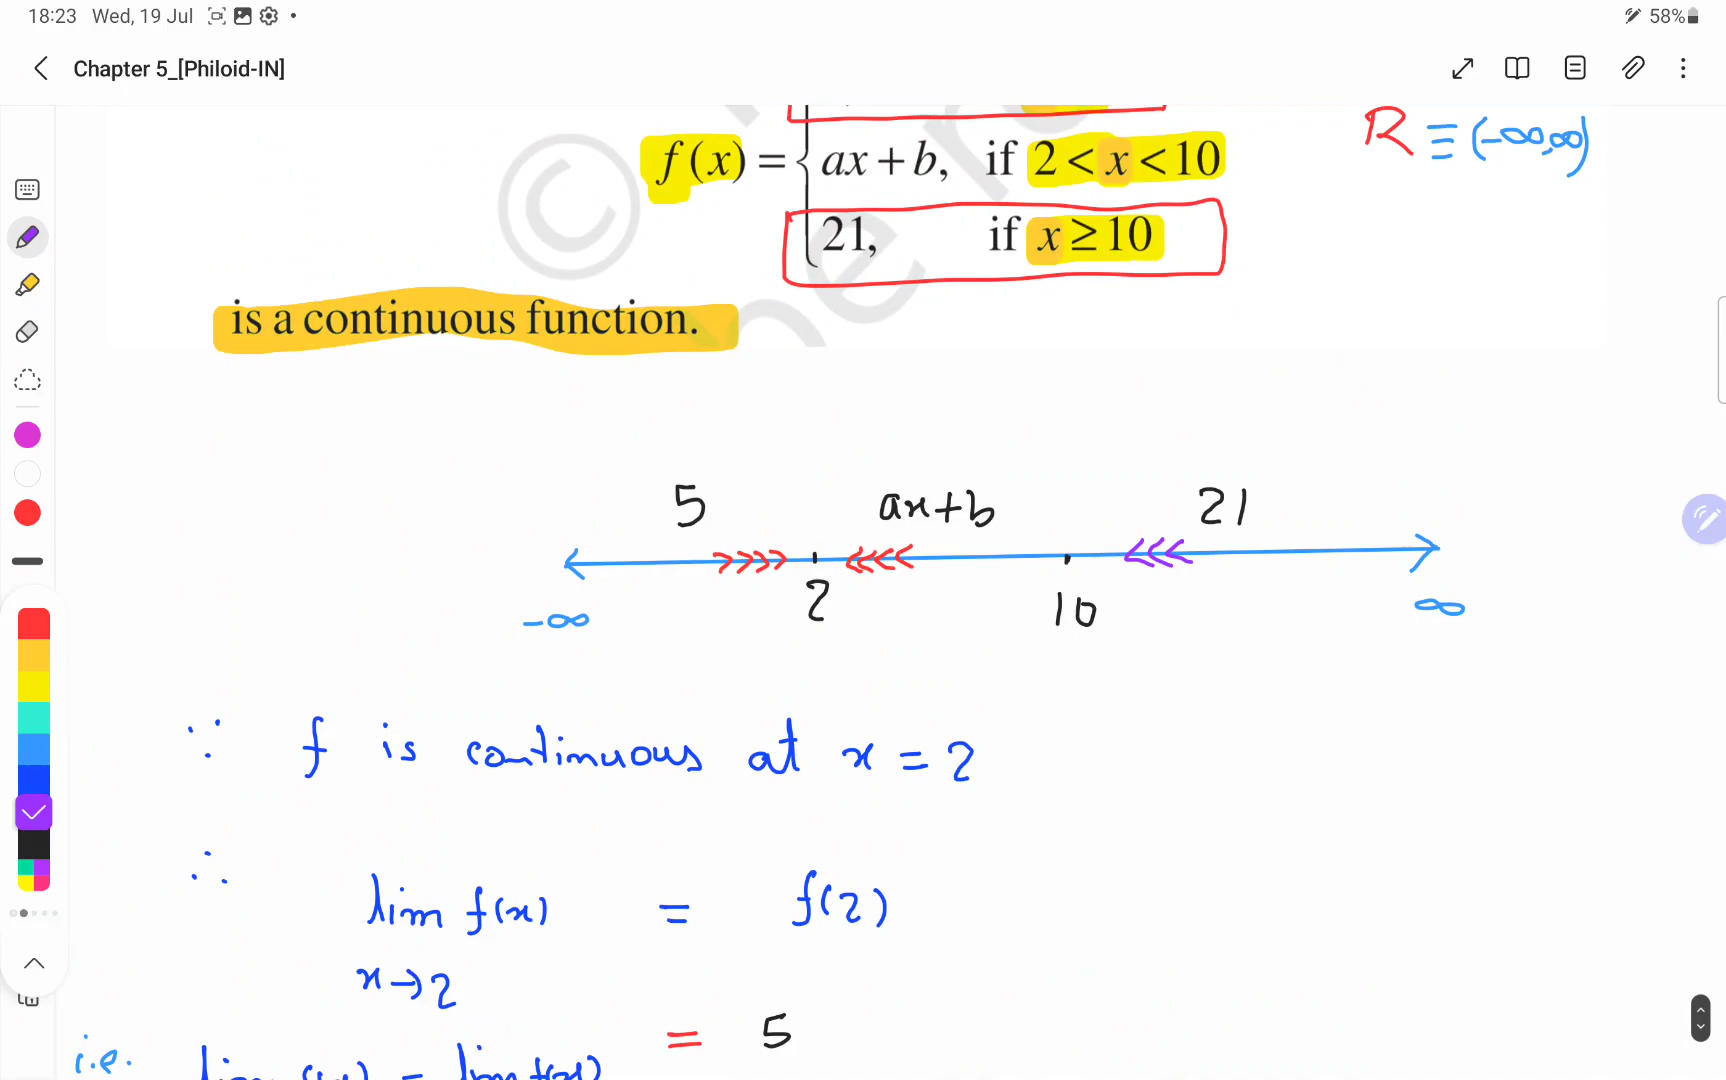 18:23 Wed, 19 Jul 58%
Chapter 5_[Philoid-IN]
R ≡ (-∞,∞)
f(x) = { ax + b, if 2 < x < 10
21, if x ≥ 10
is a continuous function.
5 ax+b 21
-∞ 2 10 ∞
∵ f is continuous at x = 2
∴ lim f(x) = f(2)
x→2
= 5
i.e.